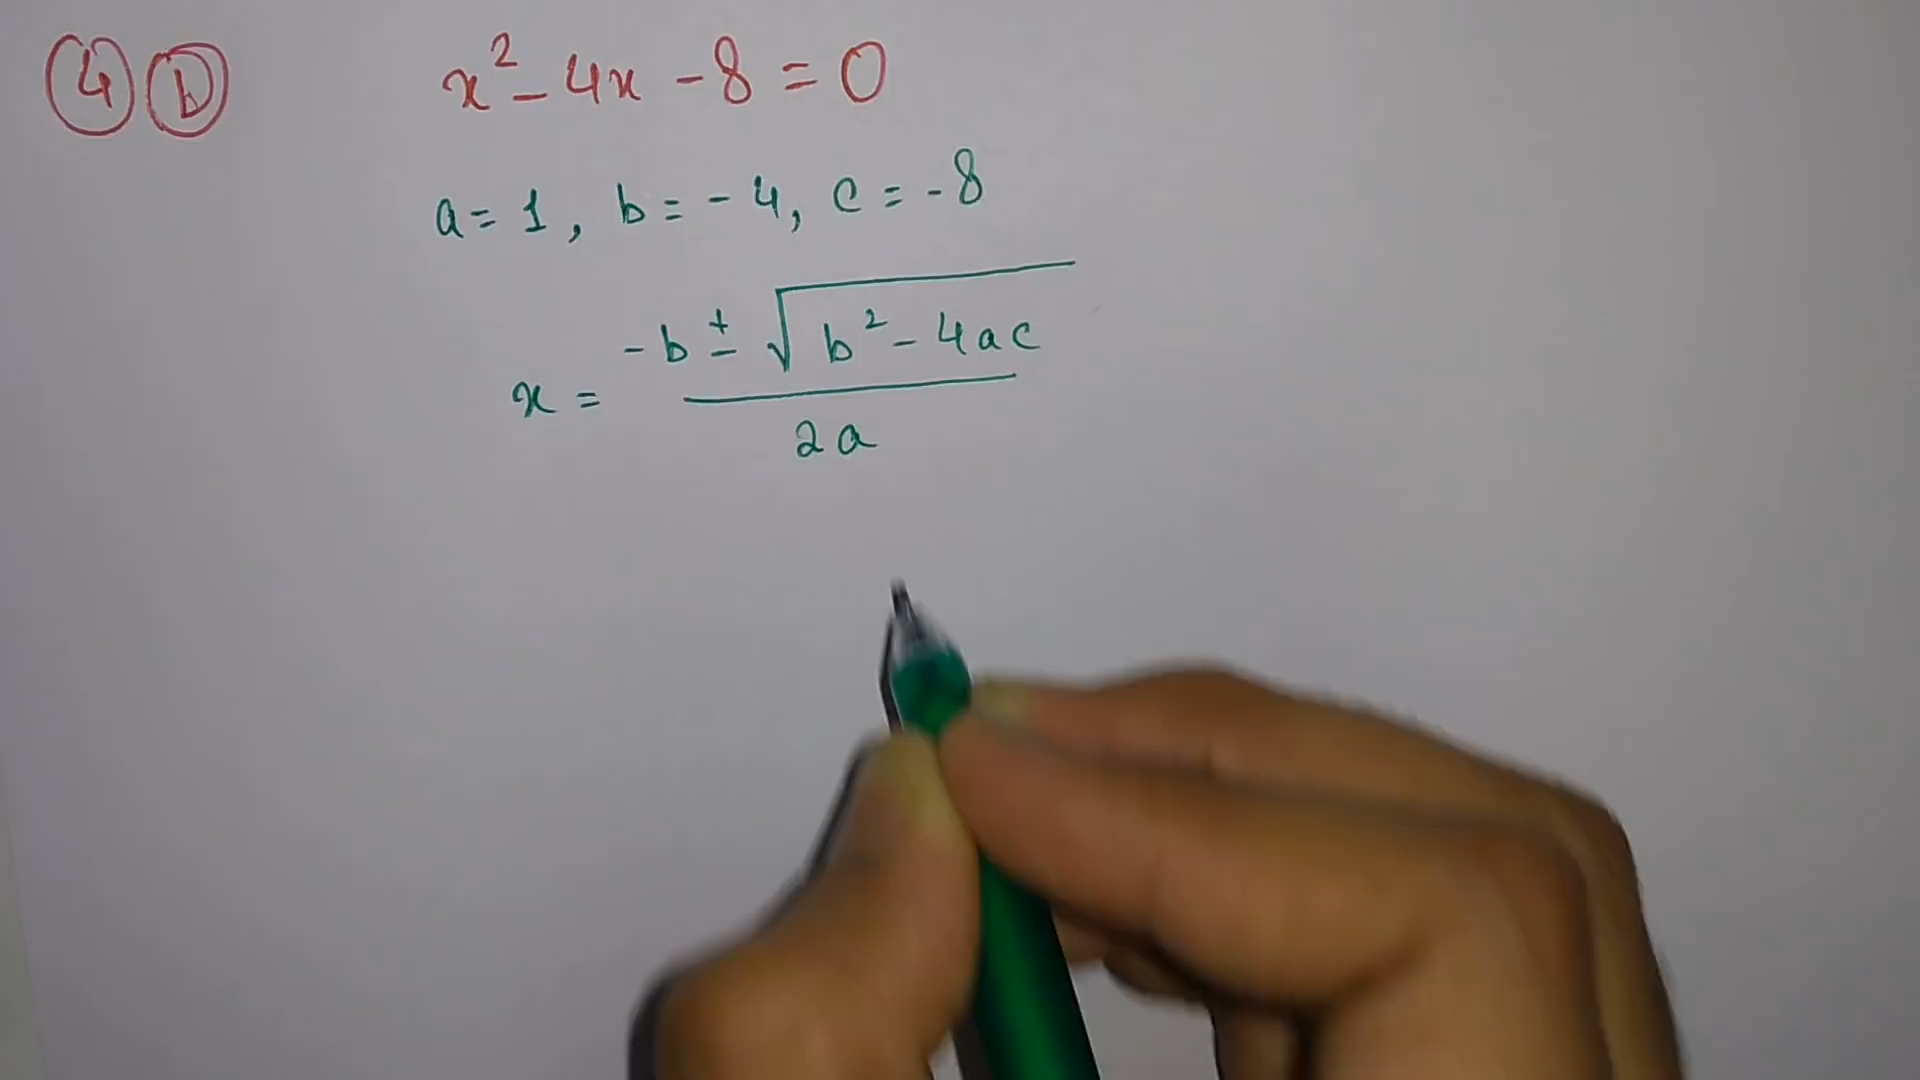 4 b x² - 4x - 8 = 0
a = 1, b = - 4, c = - 8
x = -b ± √(b² - 4ac) / 2a